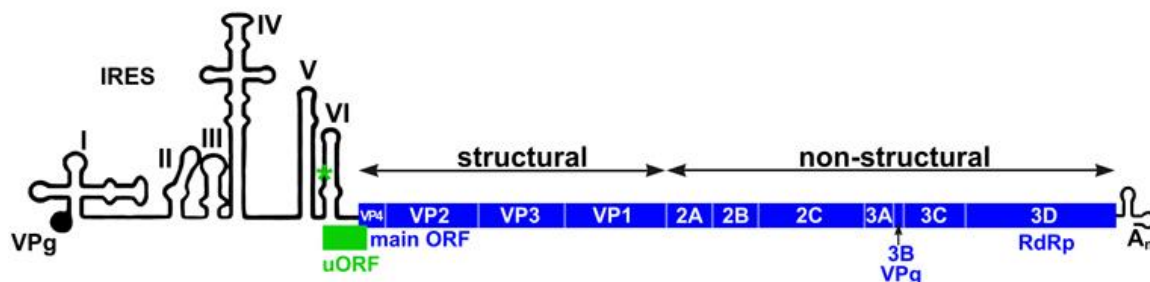 IV
IRES
V
VI
I
II
III
structural
non-structural
VPg
*
VP4 VP2 VP3 VP1 2A 2B 2C 3A 3C 3D
main ORF
uORF
3B
VPg
RdRp
An